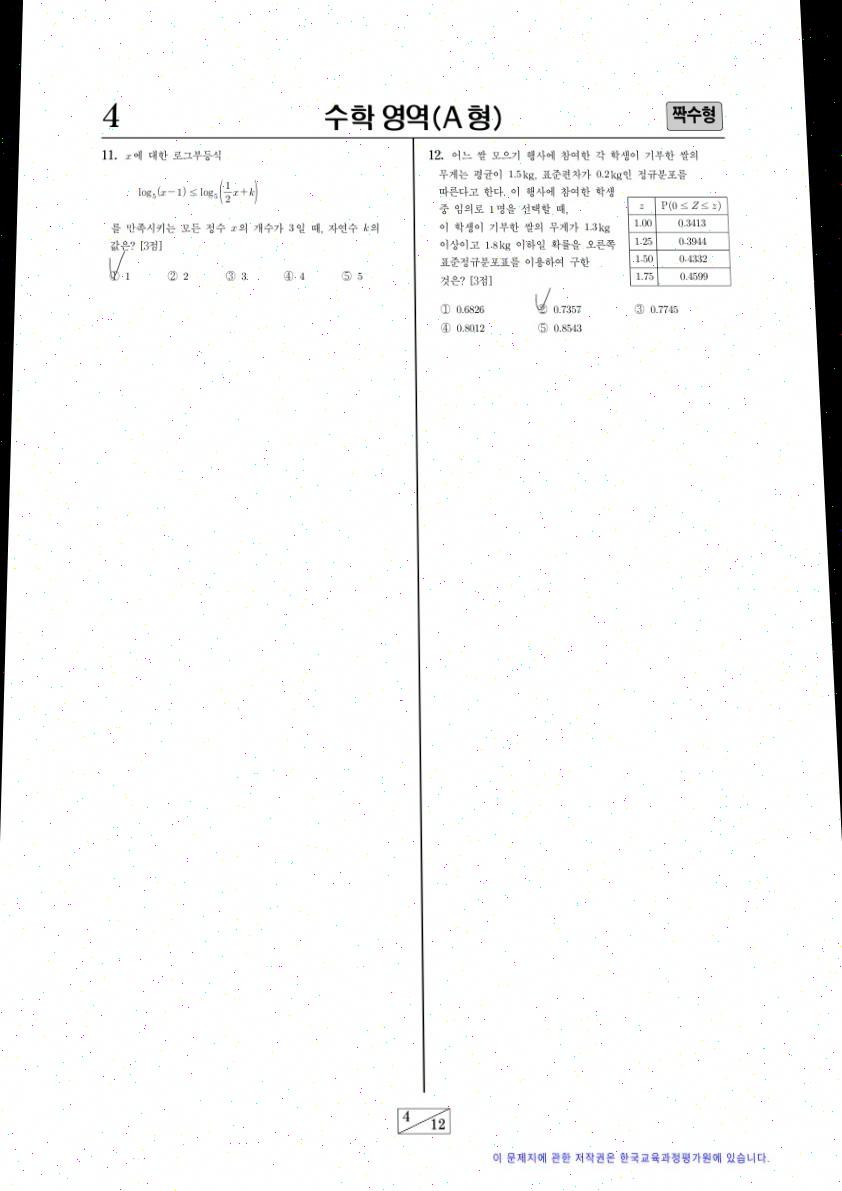 4
수학 영역(A형)
짝수형
11. x에 대한 로그부등식
log₅(x−1) ≤ log₅(1/2 x+k)
를 만족시키는 모든 정수 x의 개수가 3일 때, 자연수 k의
값은? [3점]
① 1 ② 2 ③ 3 ④ 4 ⑤ 5
12. 어느 쌀 모으기 행사에 참여한 각 학생이 기부한 쌀의
무게는 평균이 1.5kg, 표준편차가 0.2kg인 정규분포를
따른다고 한다. 이 행사에 참여한 학생
중 임의로 1명을 선택할 때,
이 학생이 기부한 쌀의 무게가 1.3kg
이상이고 1.8kg 이하일 확률을 오른쪽
표준정규분포표를 이용하여 구한
것은? [3점]
z P(0 ≤ Z ≤ z)
1.00 0.3413
1.25 0.3944
1.50 0.4332
1.75 0.4599
① 0.6826 ② 0.7357 ③ 0.7745
④ 0.8012 ⑤ 0.8543
4
12
이 문제지에 관한 저작권은 한국교육과정평가원에 있습니다.